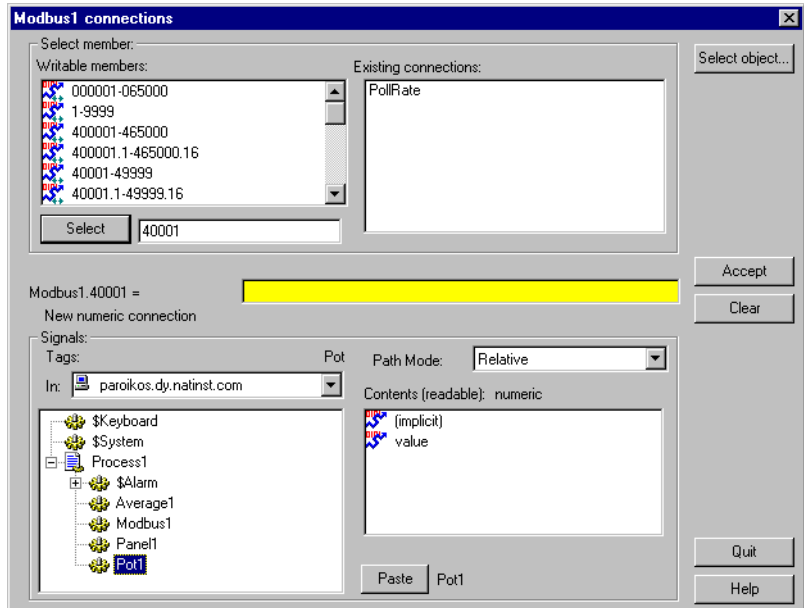 Modbus1 connections
Select member:
Writable members:
000001-065000
1-9999
400001-465000
400001.1-465000.16
40001-49999
40001.1-49999.16
Select
40001
Existing connections:
PollRate
Select object...
Accept
Clear
Modbus1.40001 =
New numeric connection
Signals:
Tags:
Pot
In:
paroikos.dy.natinst.com
$Keyboard
$System
Process1
$Alarm
Average1
Modbus1
Panel1
Pot1
Path Mode:
Relative
Contents (readable): numeric
(implicit)
value
Paste
Pot1
Quit
Help